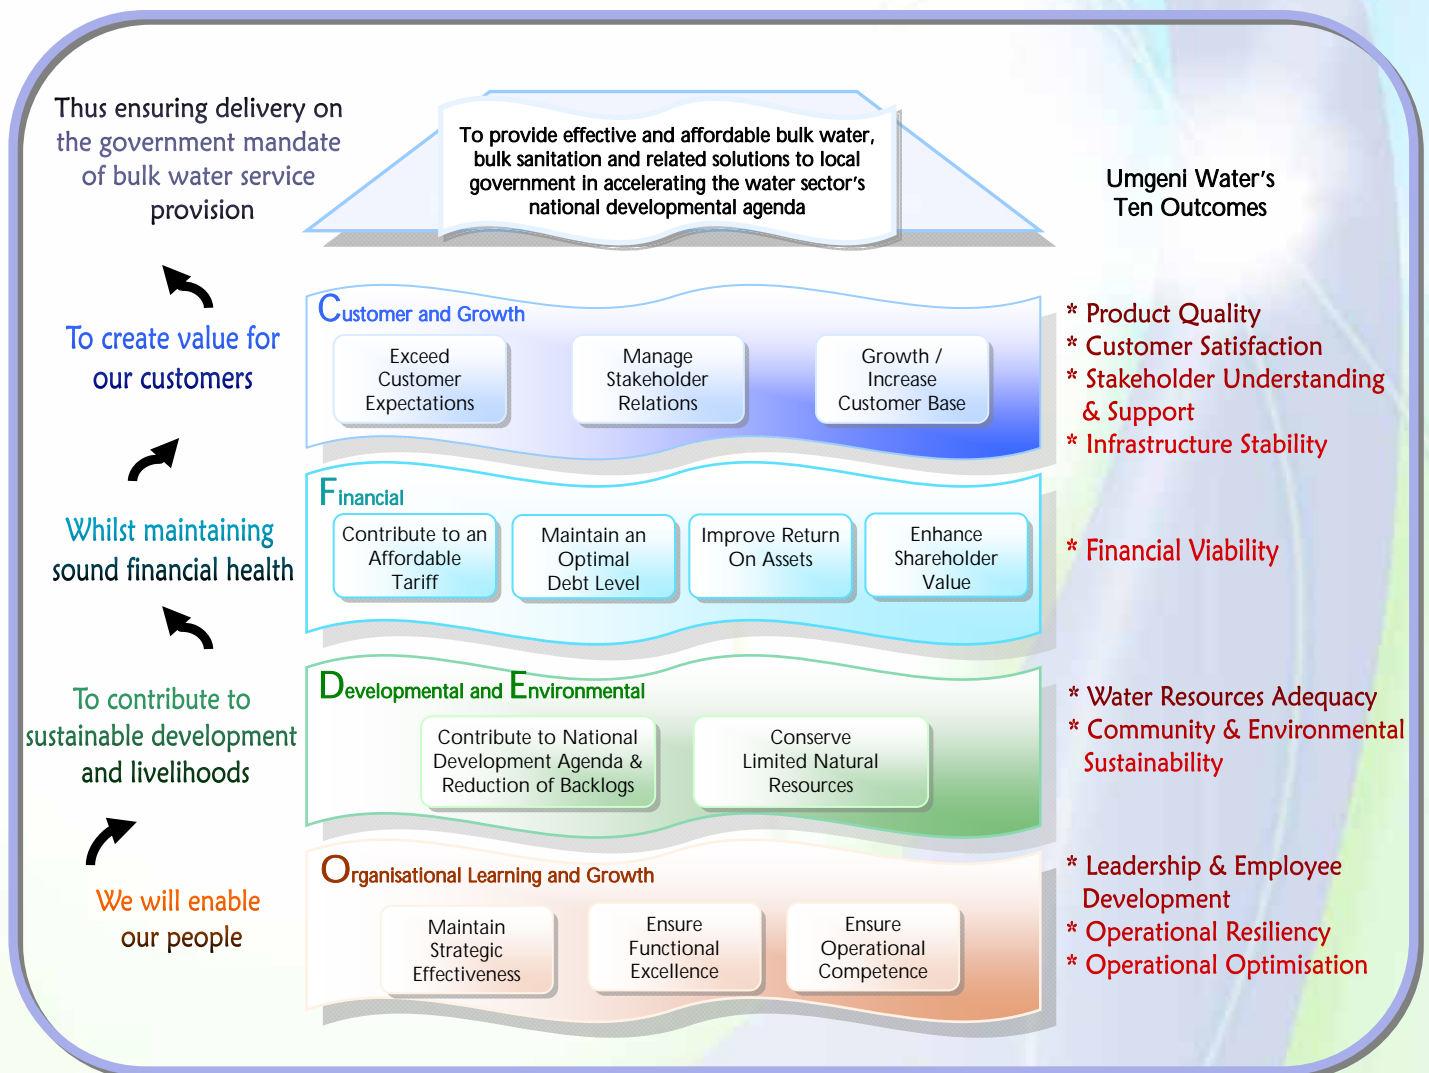 Thus ensuring delivery on
the government mandate
of bulk water service
provision
To provide effective and affordable bulk water,
bulk sanitation and related solutions to local
government in accelerating the water sector's
national developmental agenda
Umgeni Water's
Ten Outcomes
To create value for
our customers
Customer and Growth
Exceed
Customer
Expectations
Manage
Stakeholder
Relations
Growth /
Increase
Customer Base
* Product Quality
* Customer Satisfaction
* Stakeholder Understanding
& Support
* Infrastructure Stability
Whilst maintaining
sound financial health
Financial
Contribute to an
Affordable
Tariff
Maintain an
Optimal
Debt Level
Improve Return
On Assets
Enhance
Shareholder
Value
* Financial Viability
To contribute to
sustainable development
and livelihoods
Developmental and Environmental
Contribute to National
Development Agenda &
Reduction of Backlogs
Conserve
Limited Natural
Resources
* Water Resources Adequacy
* Community & Environmental
Sustainability
We will enable
our people
Organisational Learning and Growth
Maintain
Strategic
Effectiveness
Ensure
Functional
Excellence
Ensure
Operational
Competence
* Leadership & Employee
Development
* Operational Resiliency
* Operational Optimisation